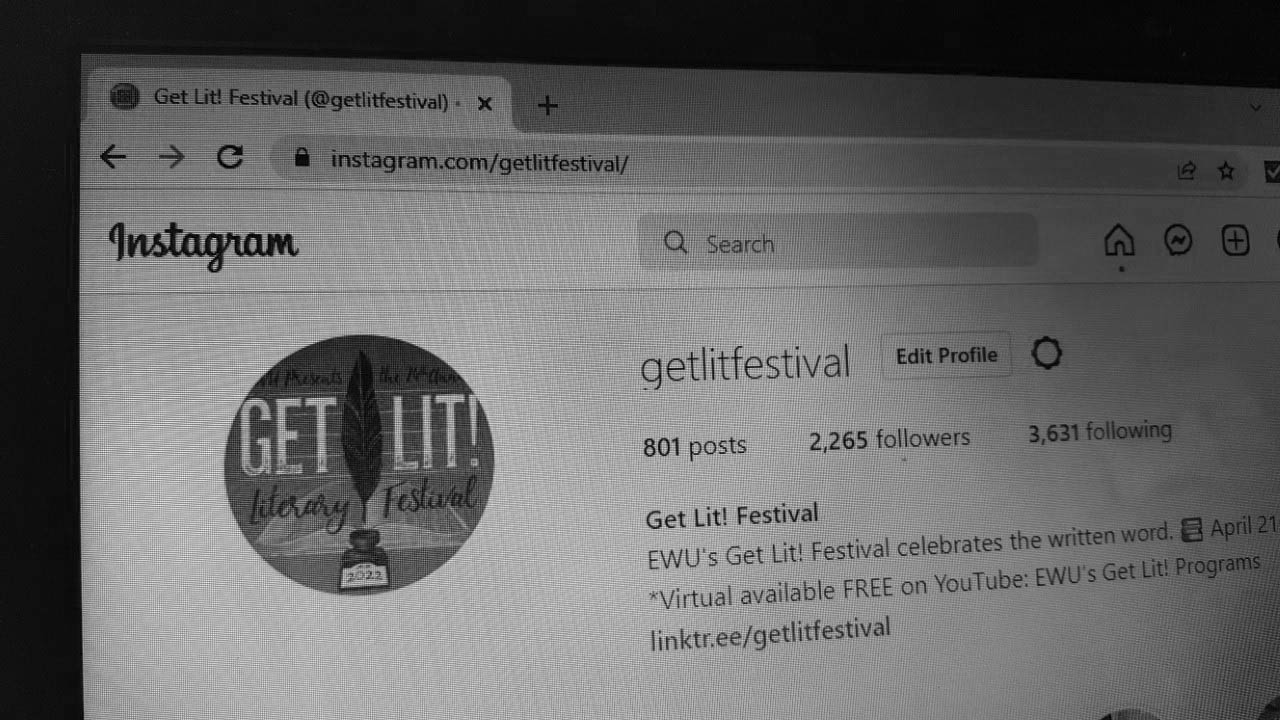 Get Lit! Festival (@getlitfestival) •
instagram.com/getlitfestival/
Instagram
Search
Presents the
GET LIT!
Literary Festival
2022
getlitfestival Edit Profile
801 posts 2,265 followers 3,631 following
Get Lit! Festival
EWU's Get Lit! Festival celebrates the written word. April 21
*Virtual available FREE on YouTube: EWU's Get Lit! Programs
linktr.ee/getlitfestival